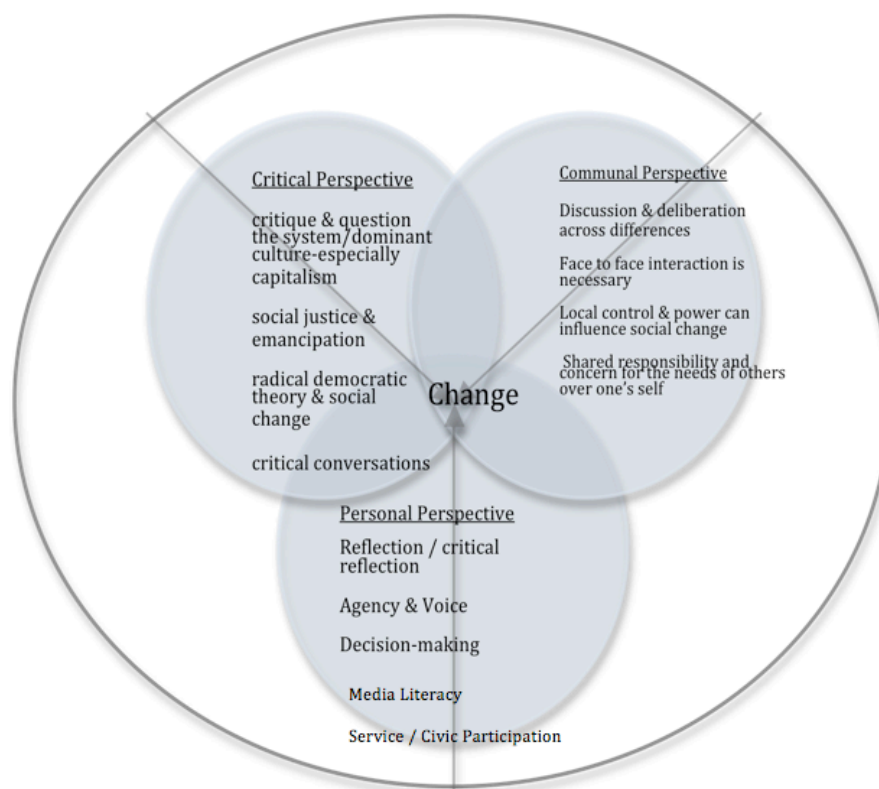 Critical Perspective
critique & question
the system/dominant
culture-especially
capitalism
social justice &
emancipation
radical democratic
theory & social
change
critical conversations
Communal Perspective
Discussion & deliberation
across differences
Face to face interaction is
necessary
Local control & power can
influence social change
Shared responsibility and
concern for the needs of others
over one's self
Change
Personal Perspective
Reflection / critical
reflection
Agency & Voice
Decision-making
Media Literacy
Service / Civic Participation